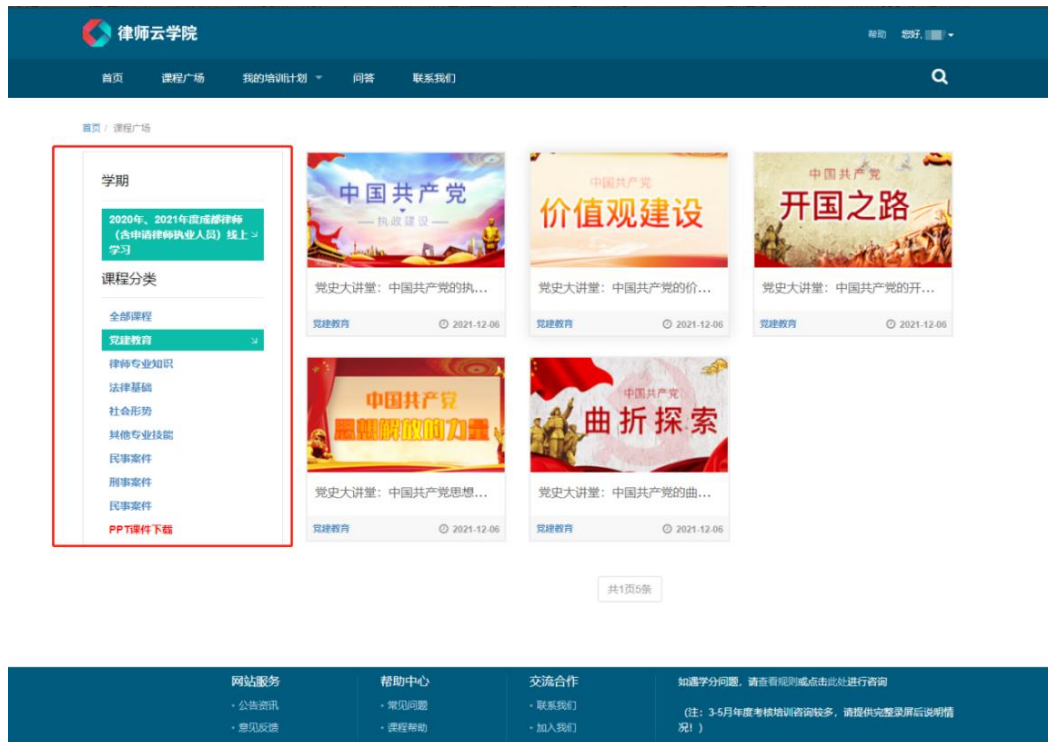 律师云学院
帮助 您好,
首页 课程广场 我的培训计划 问答 联系我们
首页 / 课程广场
学期
2020年、2021年度成都律师
(含申请律师执业人员)线上
学习
课程分类
全部课程
党建教育
律师专业知识
法律基础
社会形势
其他专业技能
民事案件
刑事案件
民事案件
PPT课件下载
中国共产党
执政建设
党史大讲堂:中国共产党的执...
党建教育 2021-12-06
中国共产党
价值观建设
党史大讲堂:中国共产党的价...
党建教育 2021-12-06
中国共产党
开国之路
党史大讲堂:中国共产党的开...
党建教育 2021-12-06
中国共产党
思想解放的力量
党史大讲堂:中国共产党思想...
党建教育 2021-12-06
中国共产党
曲折探索
党史大讲堂:中国共产党的曲...
党建教育 2021-12-06
共1页5条
网站服务
· 公告资讯
· 意见反馈
帮助中心
· 常见问题
· 课程帮助
交流合作
· 联系我们
· 加入我们
如遇学分问题,请查看规则或点击此处进行咨询
(注:3-5月年度考核培训咨询较多,请提供完整录屏后说明情
况!)